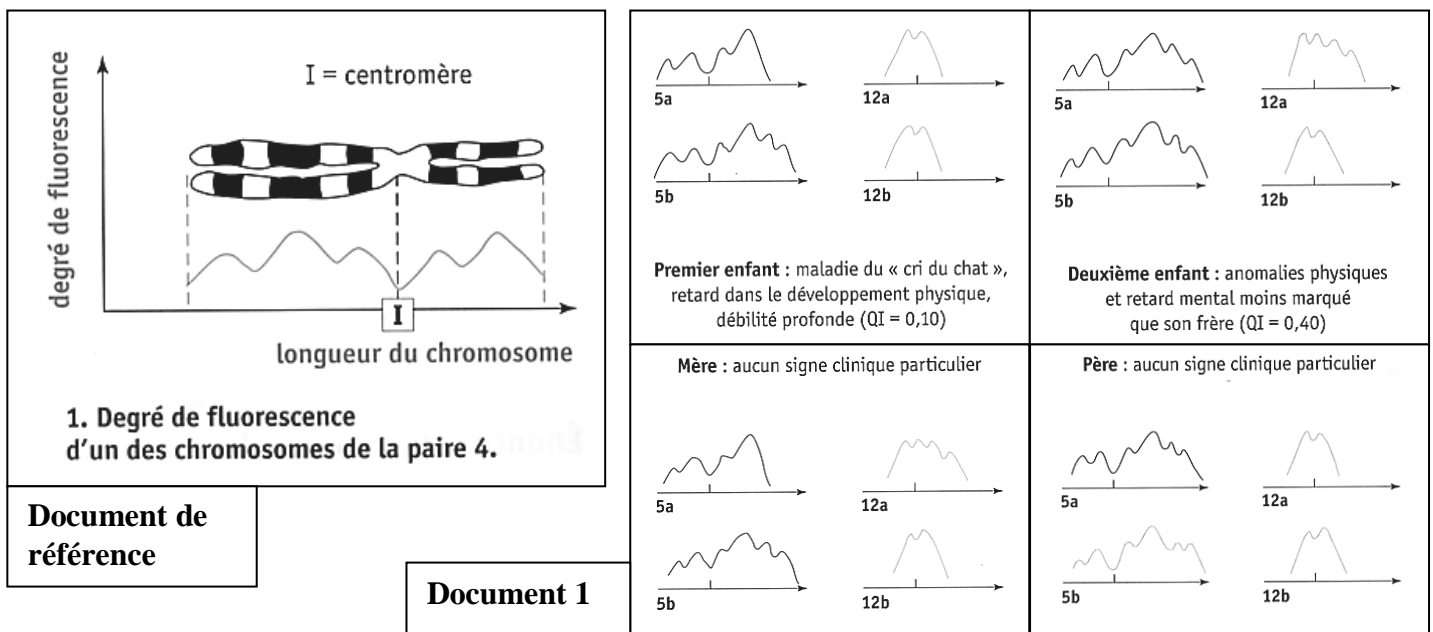 degré de fluorescence
I = centromère
I
longueur du chromosome
1. Degré de fluorescence
d'un des chromosomes de la paire 4.
Document de
référence
Document 1
5a
12a
5b
12b
Premier enfant : maladie du « cri du chat »,
retard dans le développement physique,
débilité profonde (QI = 0,10)
5a
12a
5b
12b
Deuxième enfant : anomalies physiques
et retard mental moins marqué
que son frère (QI = 0,40)
Mère : aucun signe clinique particulier
5a
12a
5b
12b
Père : aucun signe clinique particulier
5a
12a
5b
12b